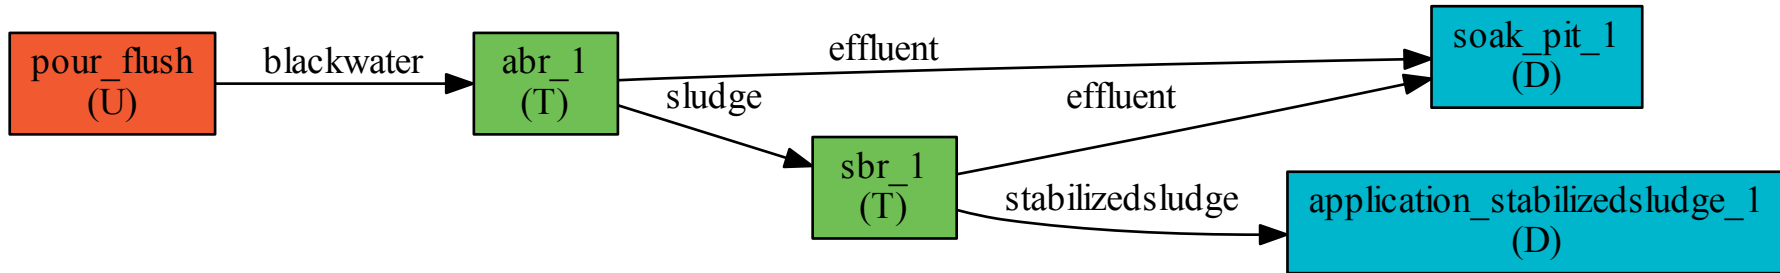 pour_flush
(U)
blackwater
abr_1
(T)
effluent
sludge
sbr_1
(T)
effluent
stabilizedsludge
soak_pit_1
(D)
application_stabilizedsludge_1
(D)